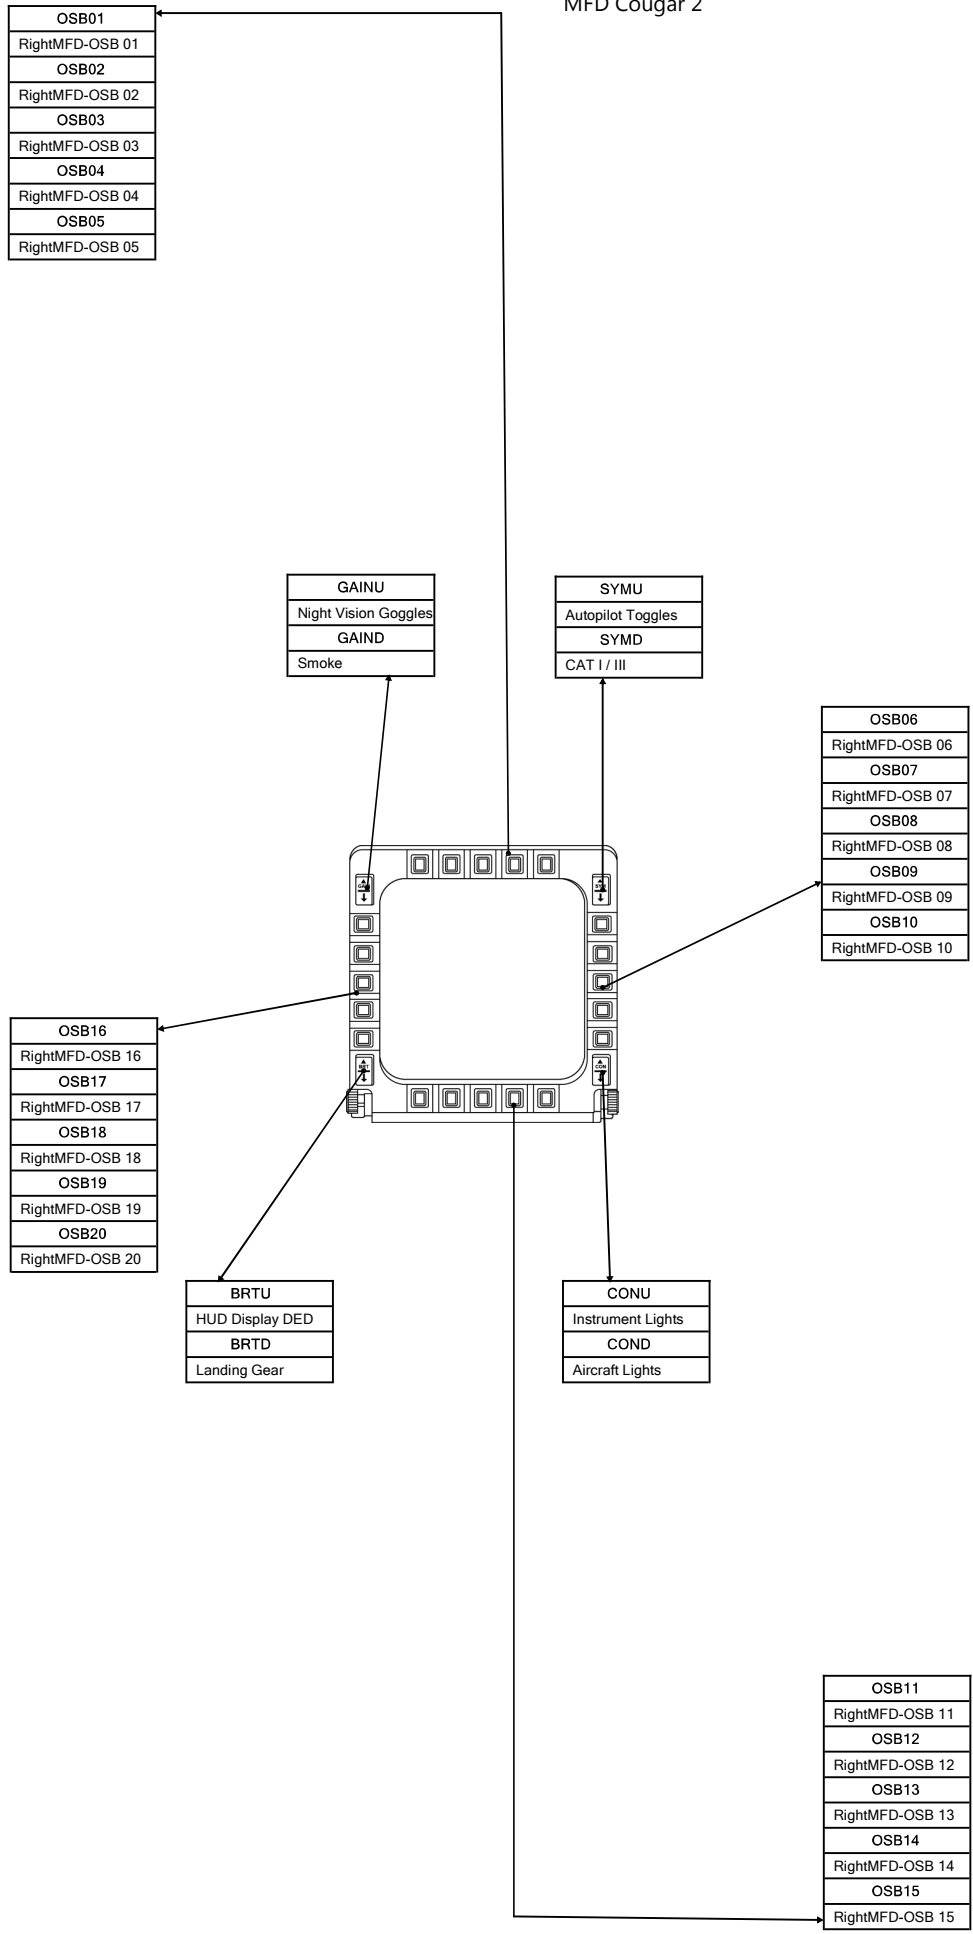 MFD Cougar 2
OSB01
RightMFD-OSB 01
OSB02
RightMFD-OSB 02
OSB03
RightMFD-OSB 03
OSB04
RightMFD-OSB 04
OSB05
RightMFD-OSB 05
GAINU
Night Vision Goggles
GAIND
Smoke
SYMU
Autopilot Toggles
SYMD
CAT I / III
OSB06
RightMFD-OSB 06
OSB07
RightMFD-OSB 07
OSB08
RightMFD-OSB 08
OSB09
RightMFD-OSB 09
OSB10
RightMFD-OSB 10
BRT
CON
OSB16
RightMFD-OSB 16
OSB17
RightMFD-OSB 17
OSB18
RightMFD-OSB 18
OSB19
RightMFD-OSB 19
OSB20
RightMFD-OSB 20
BRTU
HUD Display DED
BRTD
Landing Gear
CONU
Instrument Lights
COND
Aircraft Lights
OSB11
RightMFD-OSB 11
OSB12
RightMFD-OSB 12
OSB13
RightMFD-OSB 13
OSB14
RightMFD-OSB 14
OSB15
RightMFD-OSB 15